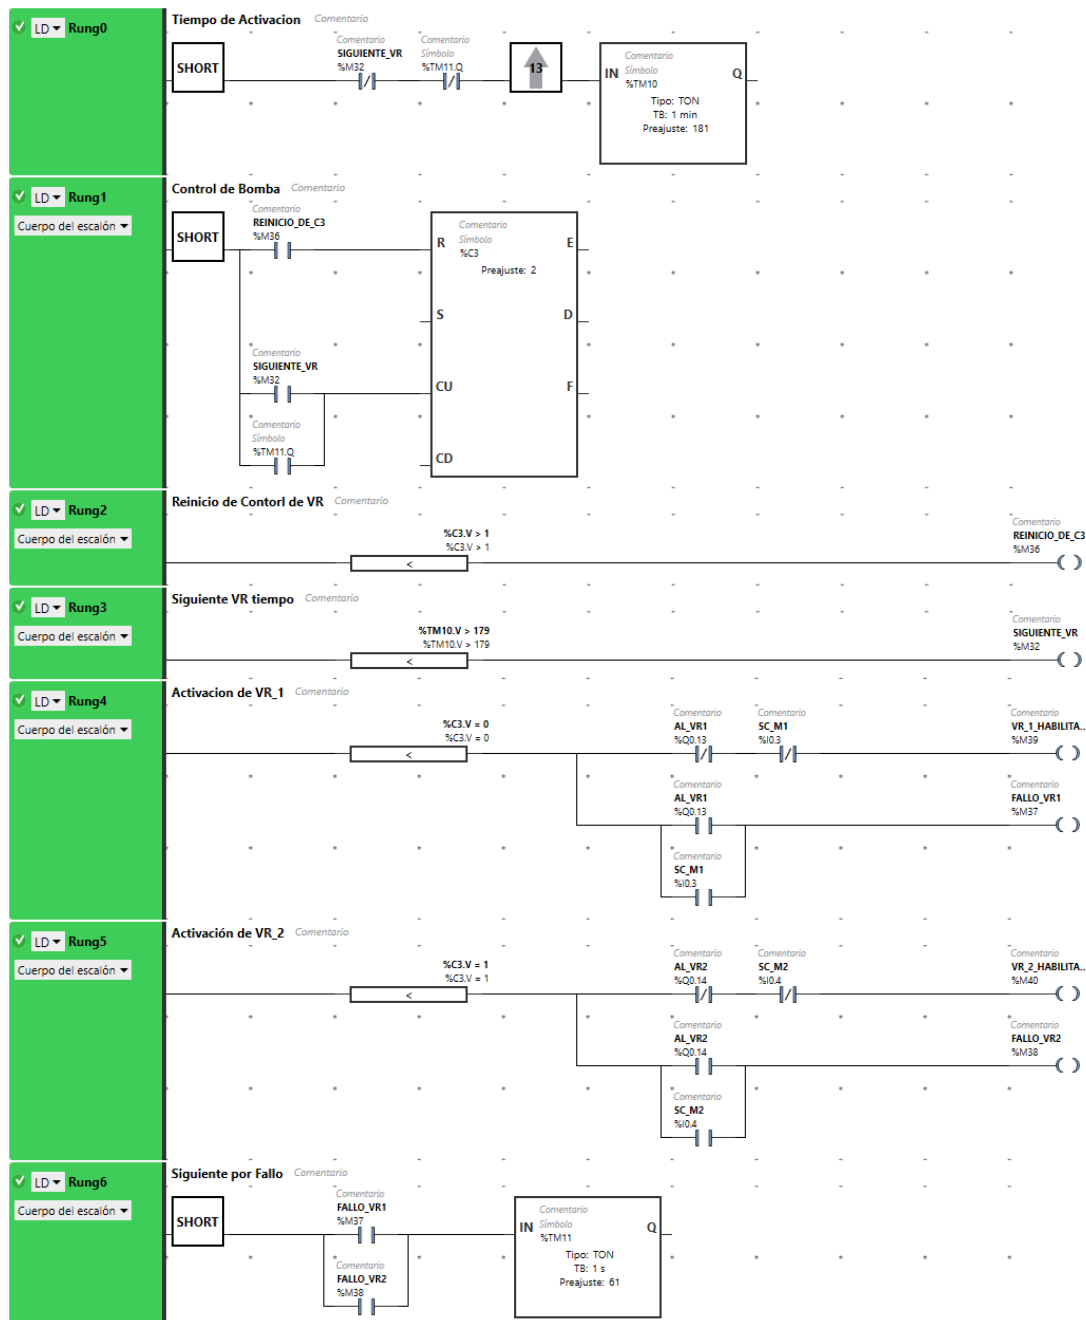 LD Rung0
Tiempo de Activacion Comentario
SHORT
Comentario
SIGUIENTE_VR
%M32
Comentario
Símbolo
%TM11.Q
13
Comentario
Símbolo
%TM10
IN Q
Tipo: TON
TB: 1 min
Preajuste: 181
LD Rung1
Cuerpo del escalón
Control de Bomba Comentario
SHORT
Comentario
REINICIO_DE_C3
%M36
Comentario
Símbolo
%C3
Preajuste: 2
R E
S D
CU F
CD
Comentario
SIGUIENTE_VR
%M32
Comentario
Símbolo
%TM11.Q
LD Rung2
Cuerpo del escalón
Reinicio de Contorl de VR Comentario
%C3.V > 1
%C3.V > 1
<
Comentario
REINICIO_DE_C3
%M36
LD Rung3
Cuerpo del escalón
Siguiente VR tiempo Comentario
%TM10.V > 179
%TM10.V > 179
<
Comentario
SIGUIENTE_VR
%M32
LD Rung4
Cuerpo del escalón
Activacion de VR_1 Comentario
%C3.V = 0
%C3.V = 0
<
Comentario
AL_VR1
%Q0.13
Comentario
SC_M1
%I0.3
Comentario
VR_1_HABILITA..
%M39
Comentario
AL_VR1
%Q0.13
Comentario
FALLO_VR1
%M37
Comentario
SC_M1
%I0.3
LD Rung5
Cuerpo del escalón
Activación de VR_2 Comentario
%C3.V = 1
%C3.V = 1
<
Comentario
AL_VR2
%Q0.14
Comentario
SC_M2
%I0.4
Comentario
VR_2_HABILITA..
%M40
Comentario
AL_VR2
%Q0.14
Comentario
FALLO_VR2
%M38
Comentario
SC_M2
%I0.4
LD Rung6
Cuerpo del escalón
Siguiente por Fallo Comentario
SHORT
Comentario
FALLO_VR1
%M37
Comentario
FALLO_VR2
%M38
Comentario
Símbolo
%TM11
IN Q
Tipo: TON
TB: 1 s
Preajuste: 61